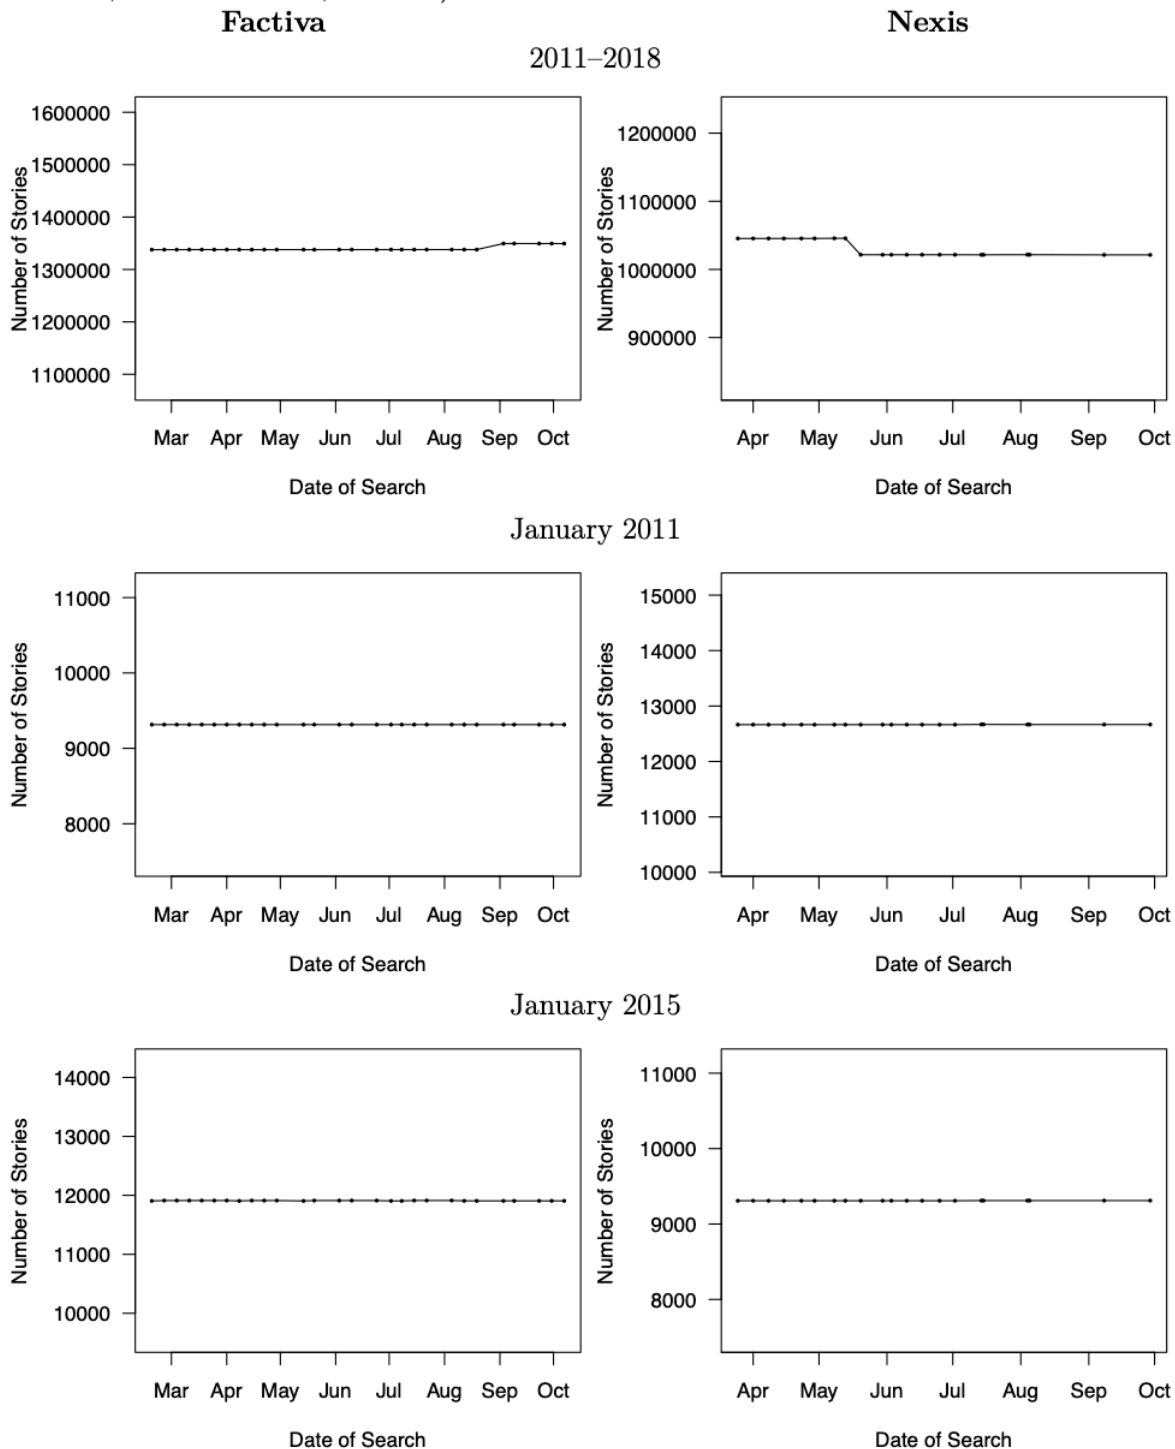 Factiva Nexis
2011–2018
1600000
1500000
1400000
1300000
1200000
1100000
Number of Stories
Mar Apr May Jun Jul Aug Sep Oct
Date of Search
1200000
1100000
1000000
900000
Number of Stories
Apr May Jun Jul Aug Sep Oct
Date of Search
January 2011
11000
10000
9000
8000
Number of Stories
Mar Apr May Jun Jul Aug Sep Oct
Date of Search
15000
14000
13000
12000
11000
10000
Number of Stories
Apr May Jun Jul Aug Sep Oct
Date of Search
January 2015
14000
13000
12000
11000
10000
Number of Stories
Mar Apr May Jun Jul Aug Sep Oct
Date of Search
11000
10000
9000
8000
Number of Stories
Apr May Jun Jul Aug Sep Oct
Date of Search